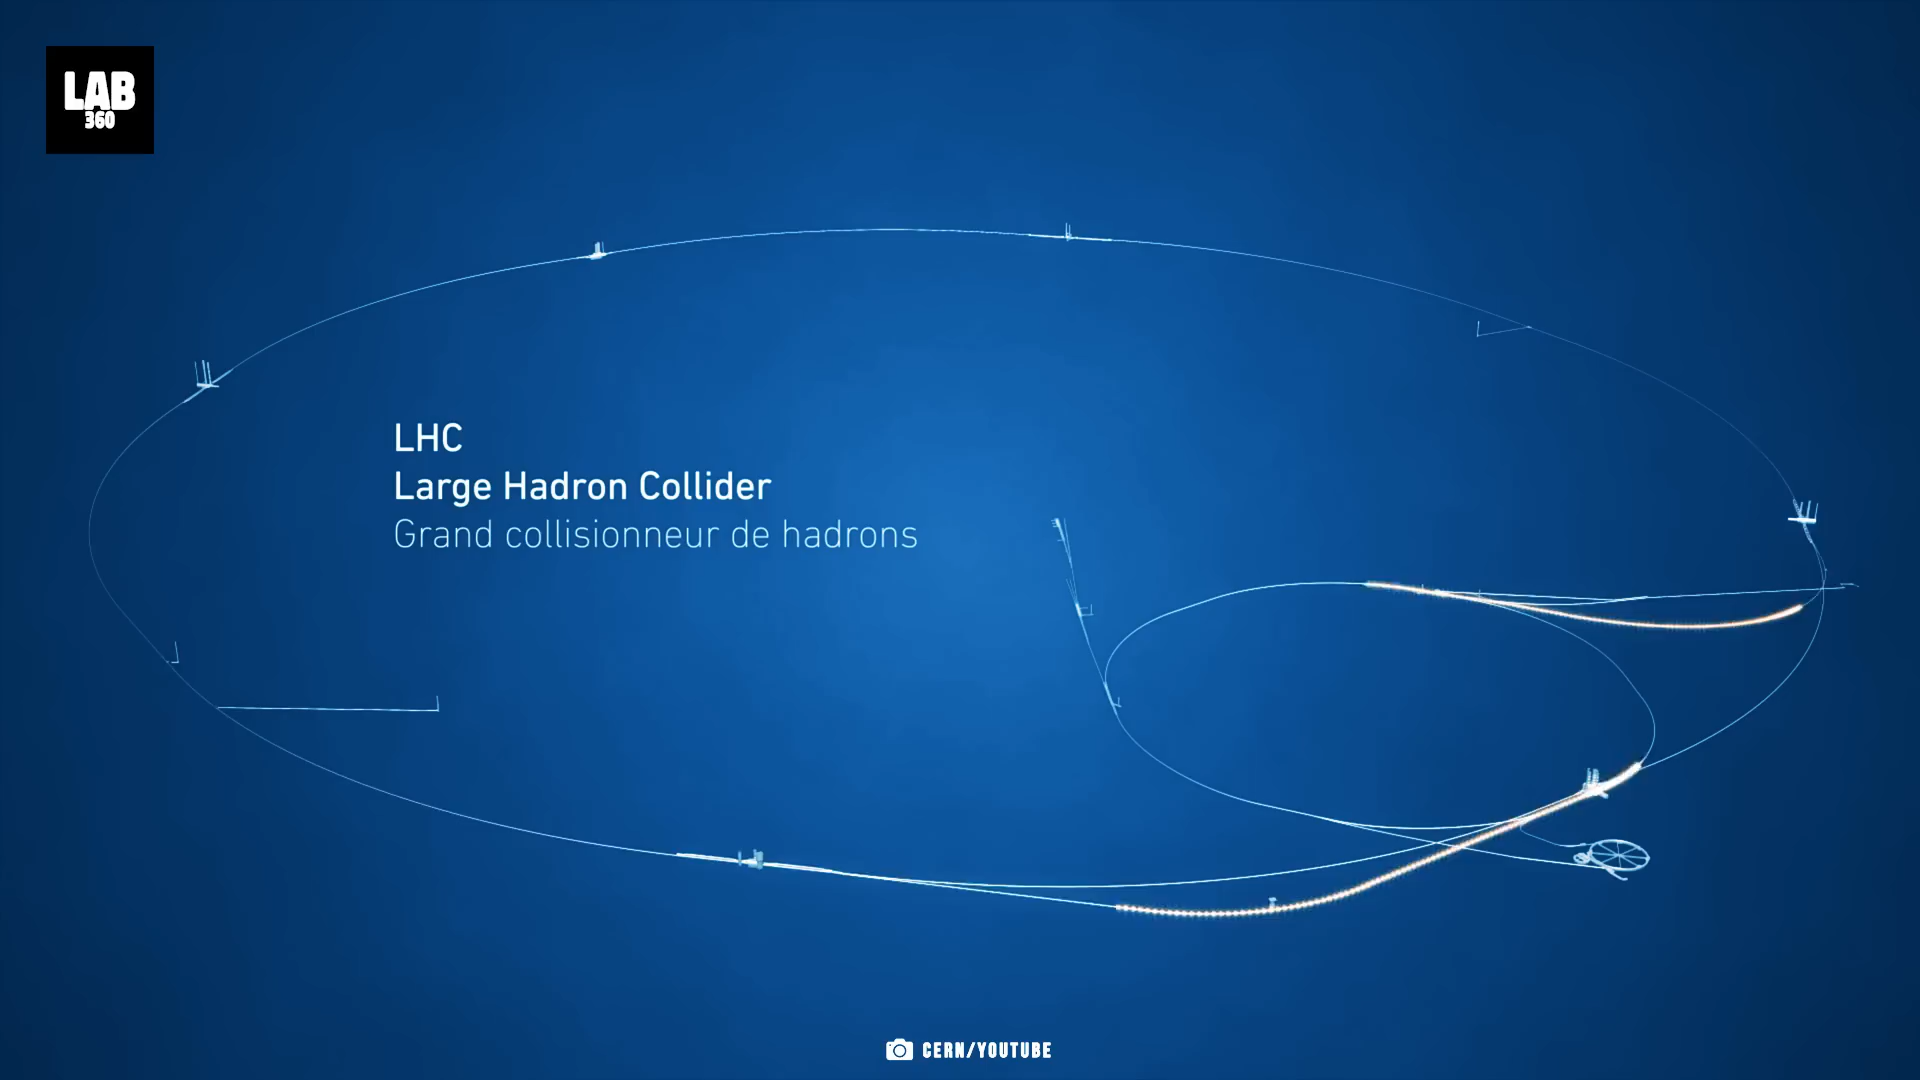 LAB
360
LHC
Large Hadron Collider
Grand collisionneur de hadrons
CERN/YOUTUBE